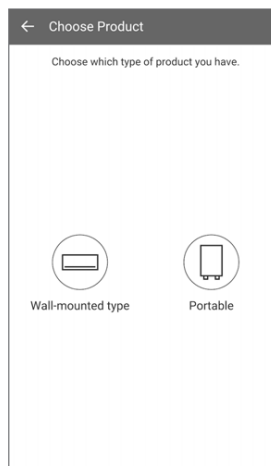 Choose Product
Choose which type of product you have.
Wall-mounted type
Portable